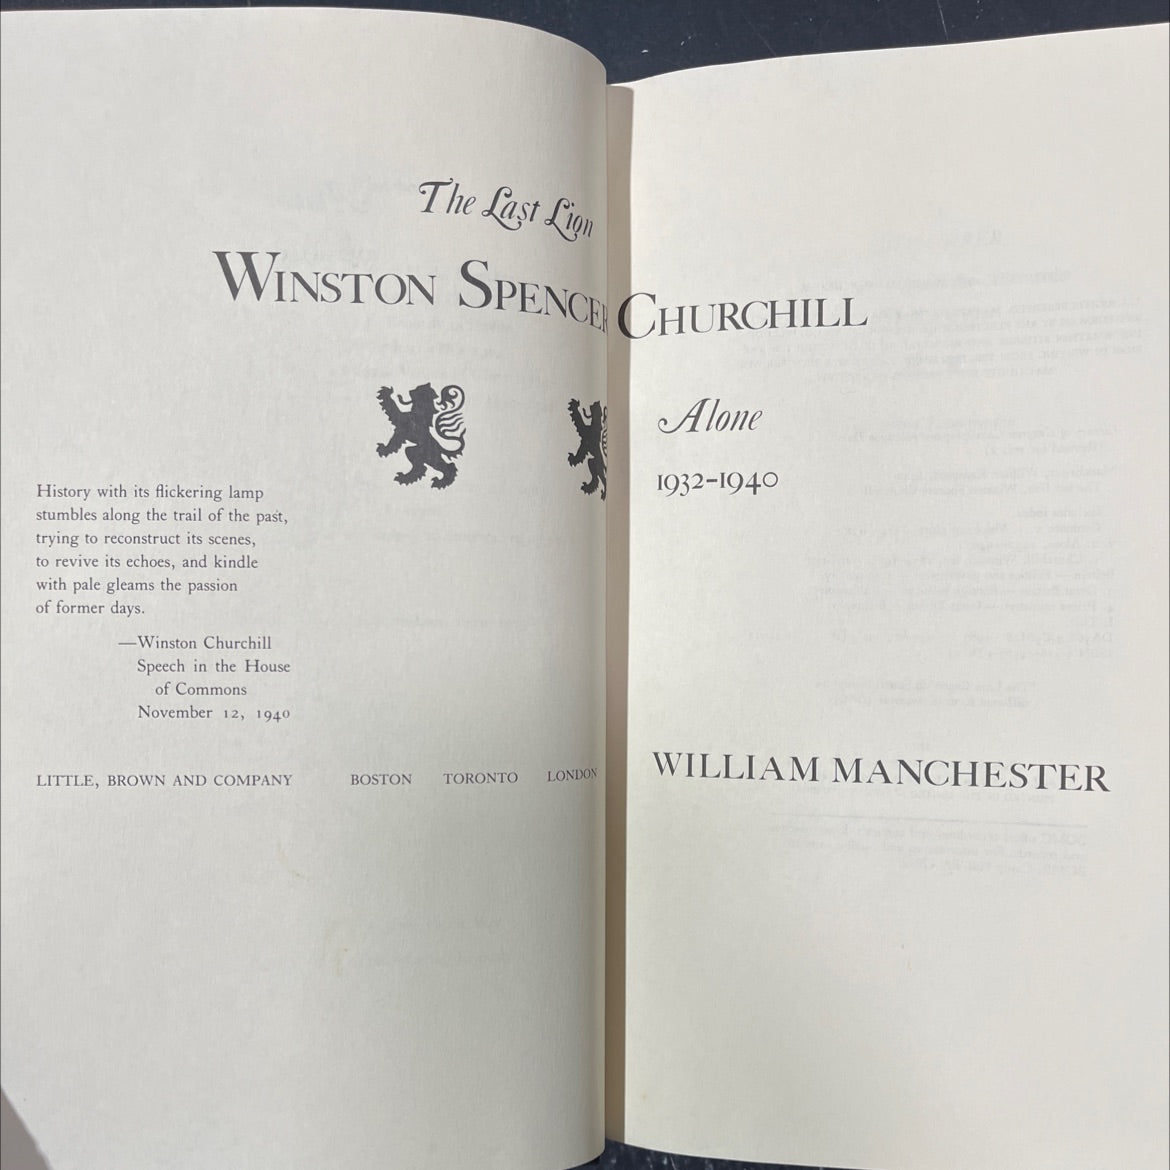 The Last Lion
WINSTON SPENCER CHURCHILL
Alone
1932-1940
History with its flickering lamp
stumbles along the trail of the past,
trying to reconstruct its scenes,
to revive its echoes, and kindle
with pale gleams the passion
of former days.
—Winston Churchill
Speech in the House
of Commons
November 12, 1940
LITTLE, BROWN AND COMPANY BOSTON TORONTO LONDON
WILLIAM MANCHESTER